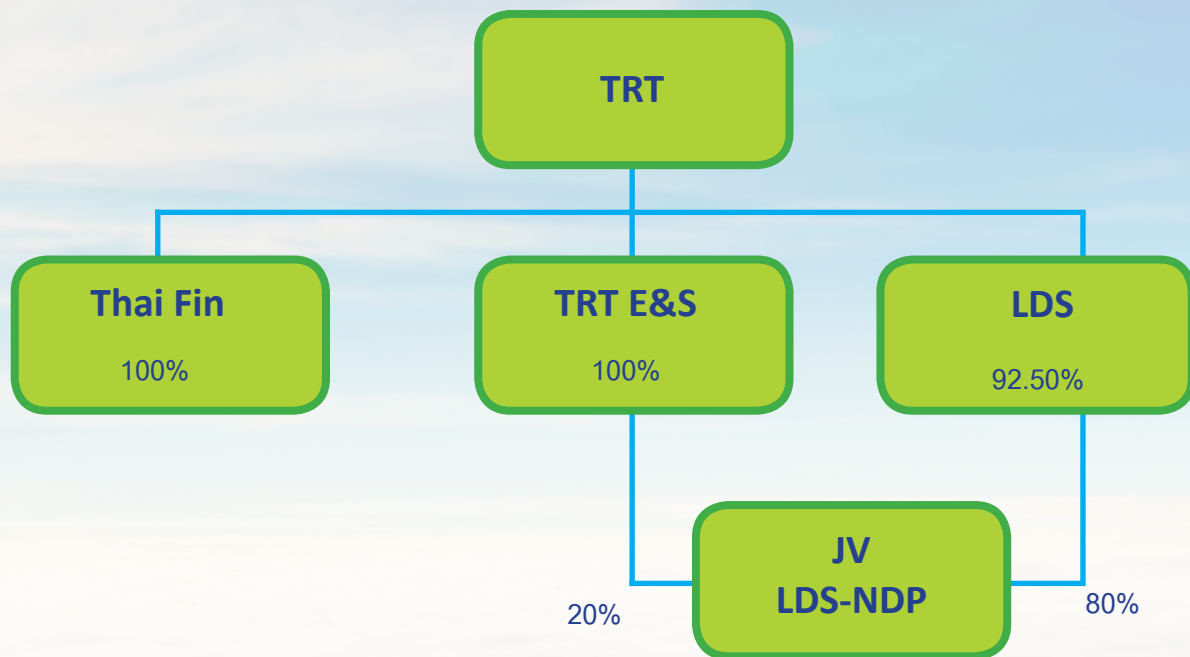 TRT
Thai Fin
100%
TRT E&S
100%
LDS
92.50%
JV
LDS-NDP
20%
80%